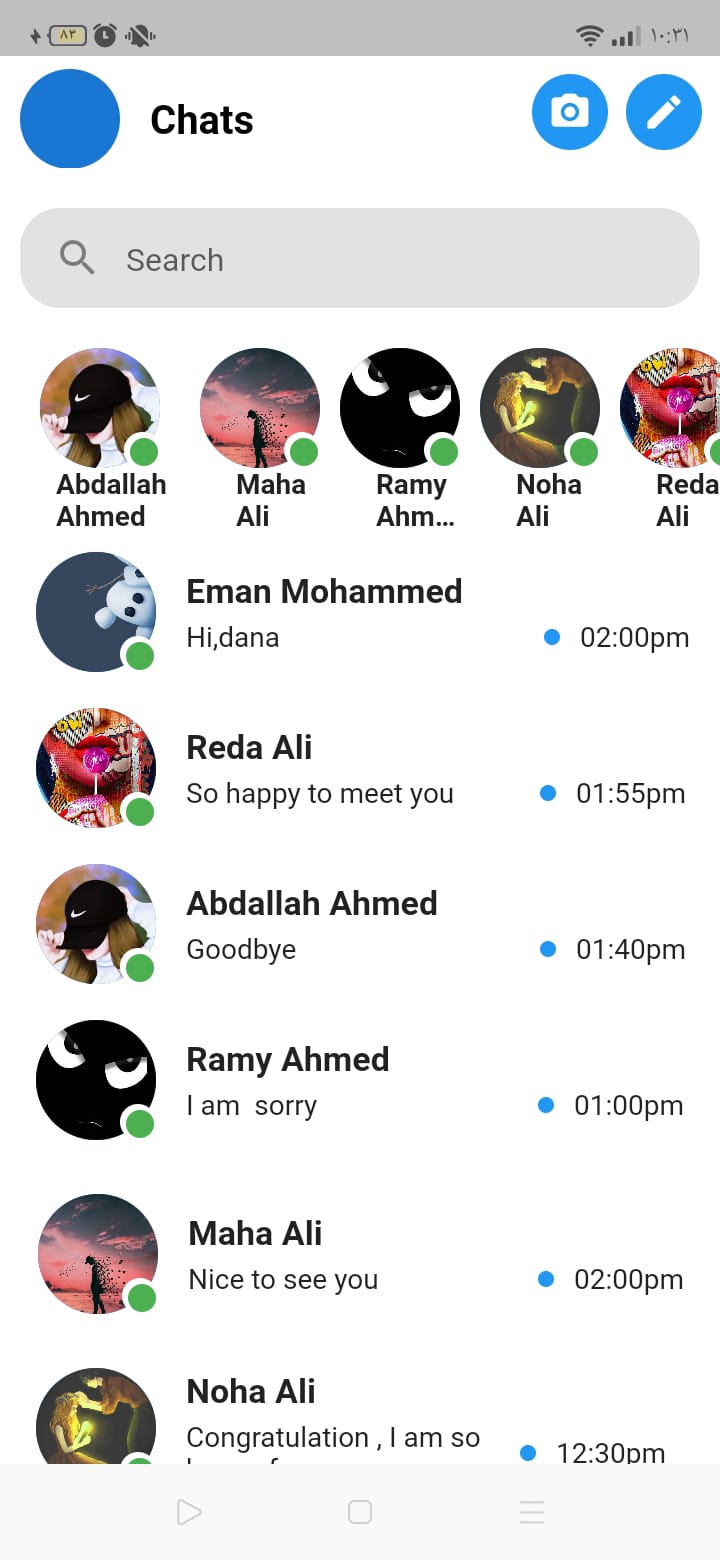 ٨٣
١٠:٣١
Chats
Search
Abdallah Ahmed
Maha Ali
Ramy Ahm...
Noha Ali
Reda Ali
Eman Mohammed
Hi,dana
02:00pm
Reda Ali
So happy to meet you
01:55pm
Abdallah Ahmed
Goodbye
01:40pm
Ramy Ahmed
I am  sorry
01:00pm
Maha Ali
Nice to see you
02:00pm
Noha Ali
Congratulation , I am so
12:30pm